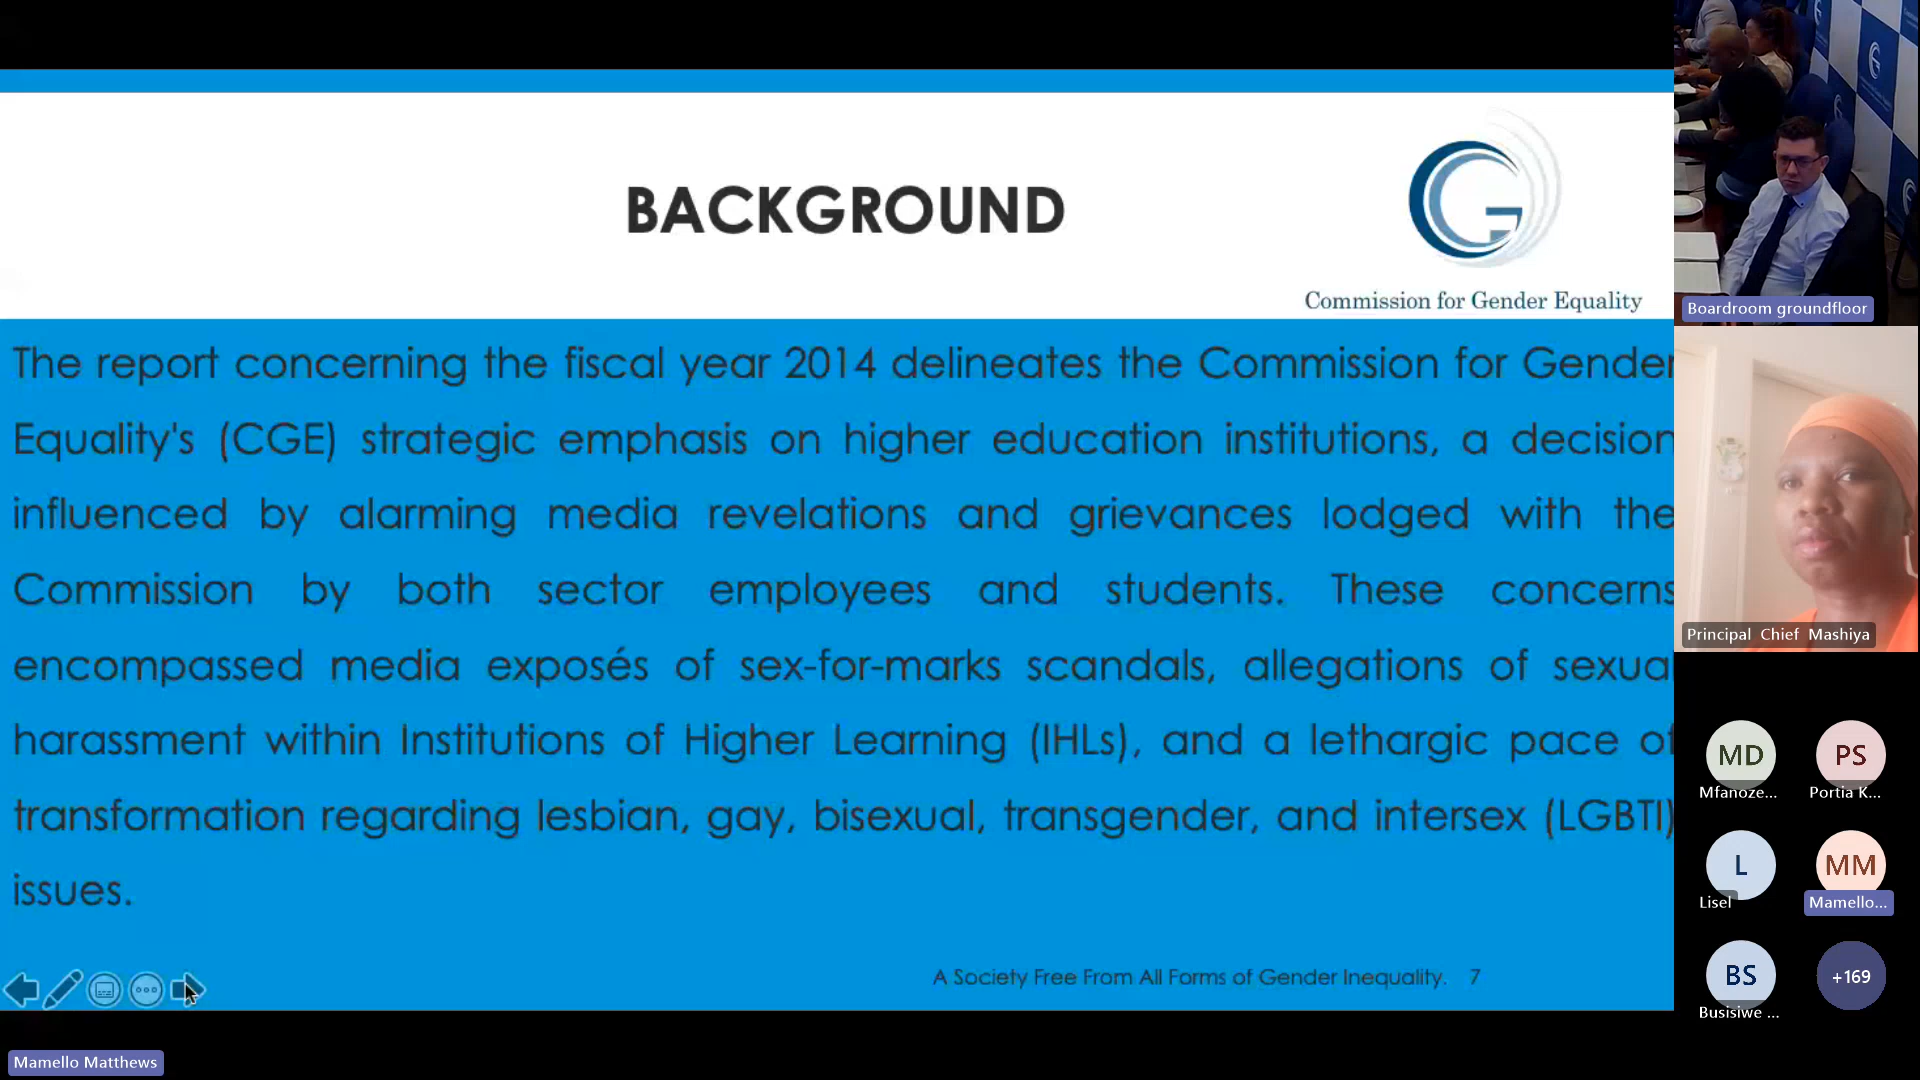 BACKGROUND
Commission for Gender Equality
The report concerning the fiscal year 2014 delineates the Commission for Gender
Equality's (CGE) strategic emphasis on higher education institutions, a decision
influenced by alarming media revelations and grievances lodged with the
Commission by both sector employees and students. These concerns
encompassed media exposés of sex-for-marks scandals, allegations of sexual
harassment within Institutions of Higher Learning (IHLs), and a lethargic pace of
transformation regarding lesbian, gay, bisexual, transgender, and intersex (LGBTI)
issues.
A Society Free From All Forms of Gender Inequality. 7
Mamello Matthews
Boardroom groundfloor
Principal Chief Mashiya
MD
PS
Mfanoze...
Portia K...
L
MM
Lisel
Mamello...
BS
+169
Busisiwe ...